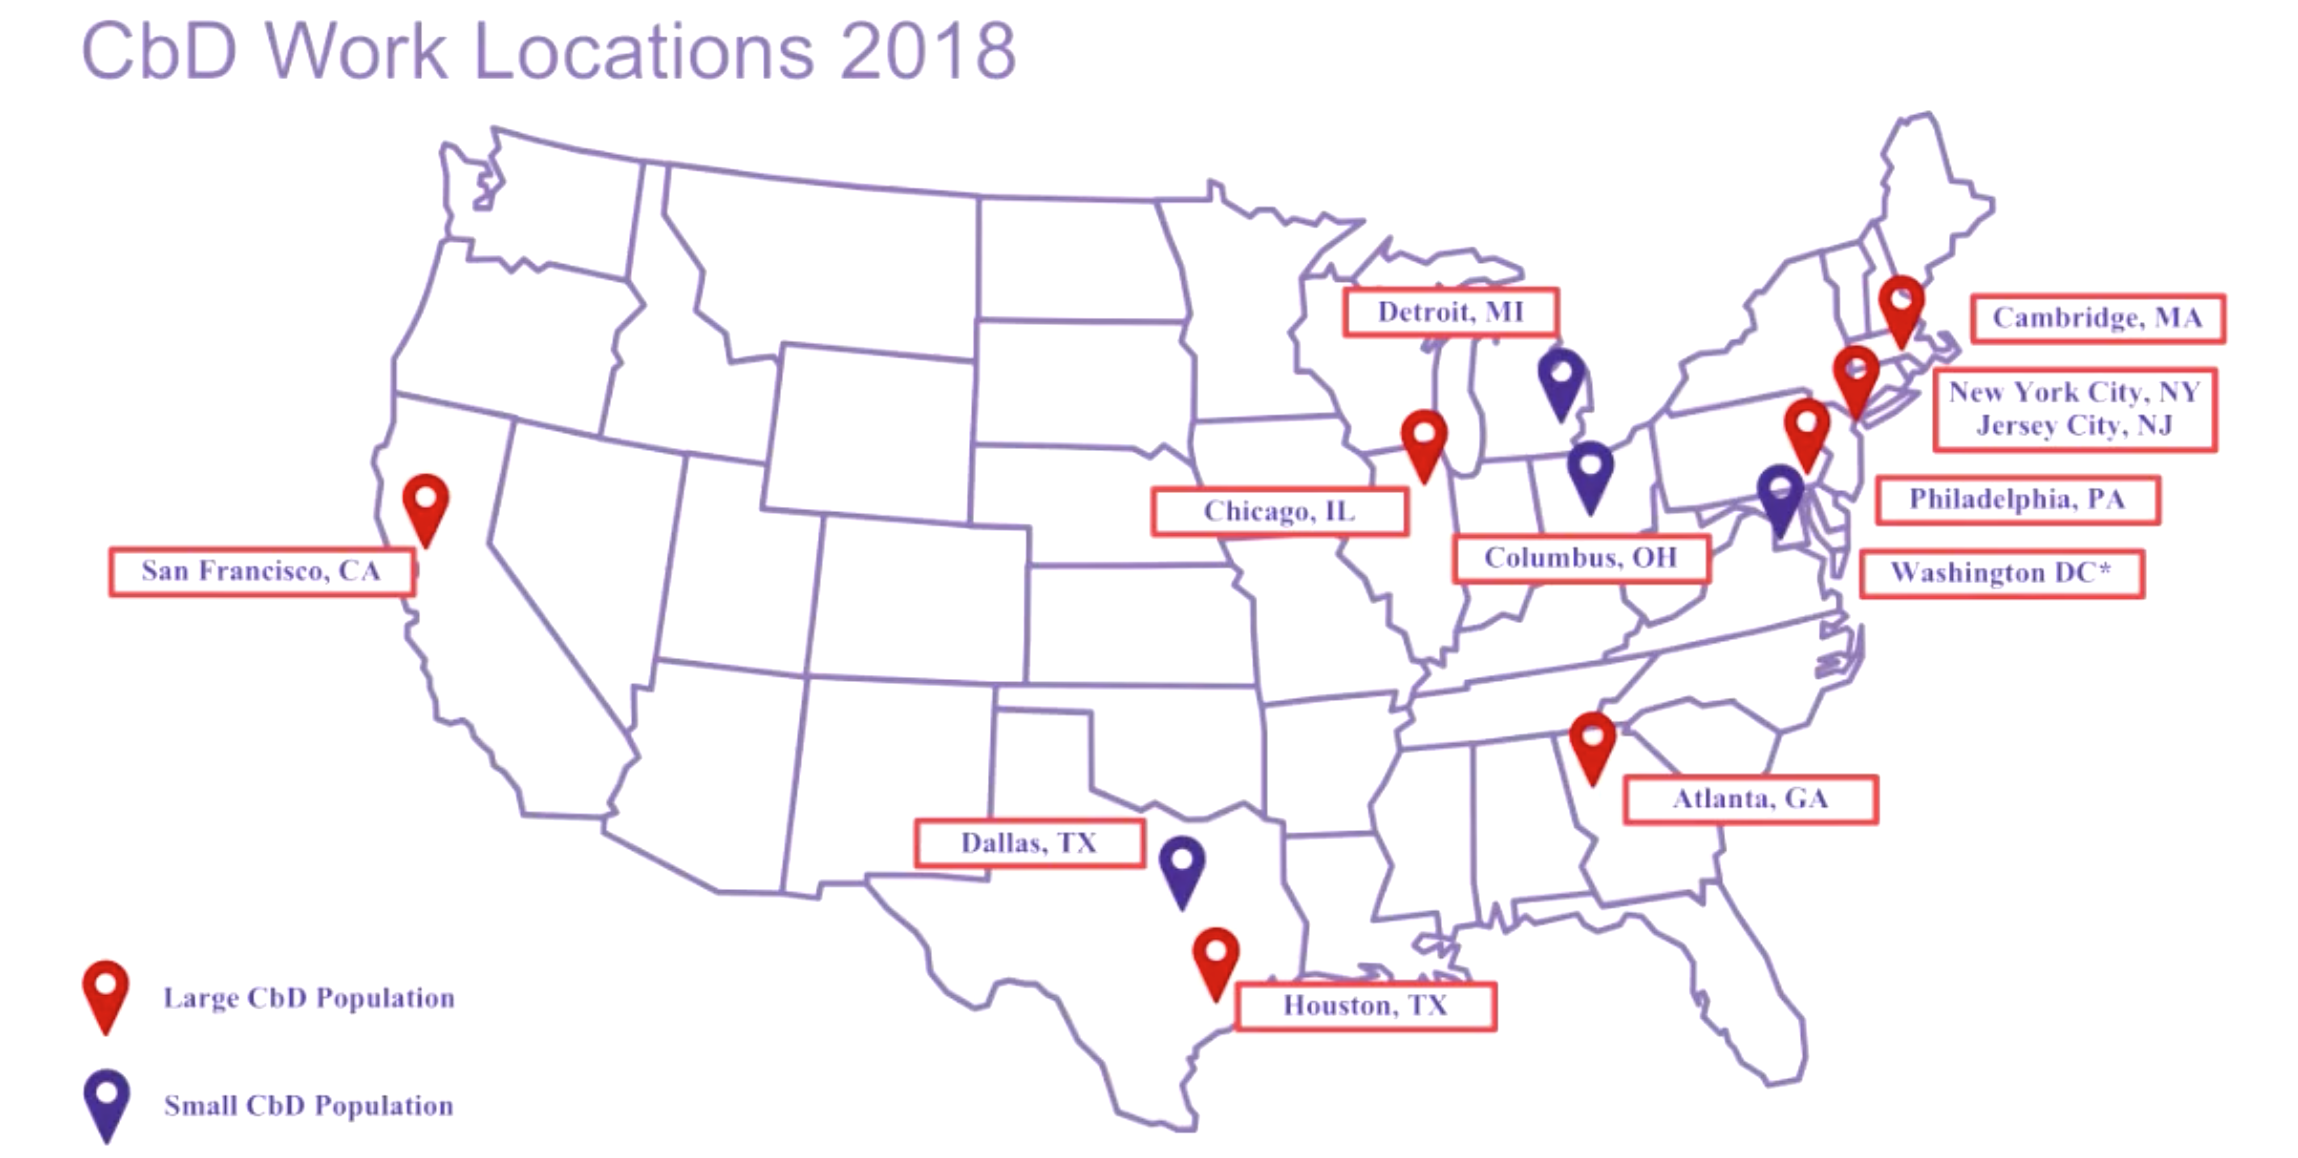 CbD Work Locations 2018
Detroit, MI
Cambridge, MA
New York City, NY
Jersey City, NJ
Chicago, IL
Philadelphia, PA
Columbus, OH
San Francisco, CA
Washington DC*
Atlanta, GA
Dallas, TX
Houston, TX
Large CbD Population
Small CbD Population